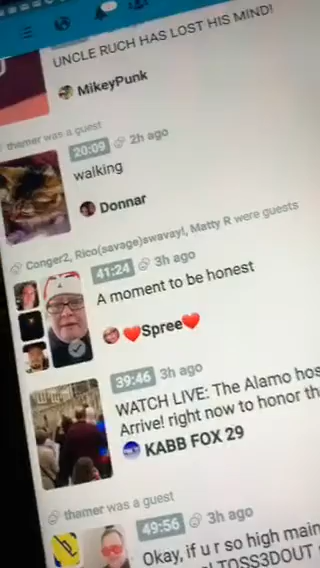 UNCLE RUCH HAS LOST HIS MIND!
MikeyPunk
thamer was a guest
20:09 2h ago
walking
Donnar
Conger2, Rico(savage)swavay!, Matty R were guests
41:24 3h ago
A moment to be honest
❤️Spree❤️
39:46 3h ago
WATCH LIVE: The Alamo hos
Arrive! right now to honor th
KABB FOX 29
thamer was a guest
49:56 3h ago
Okay, if u r so high main
TOSS3DOUT